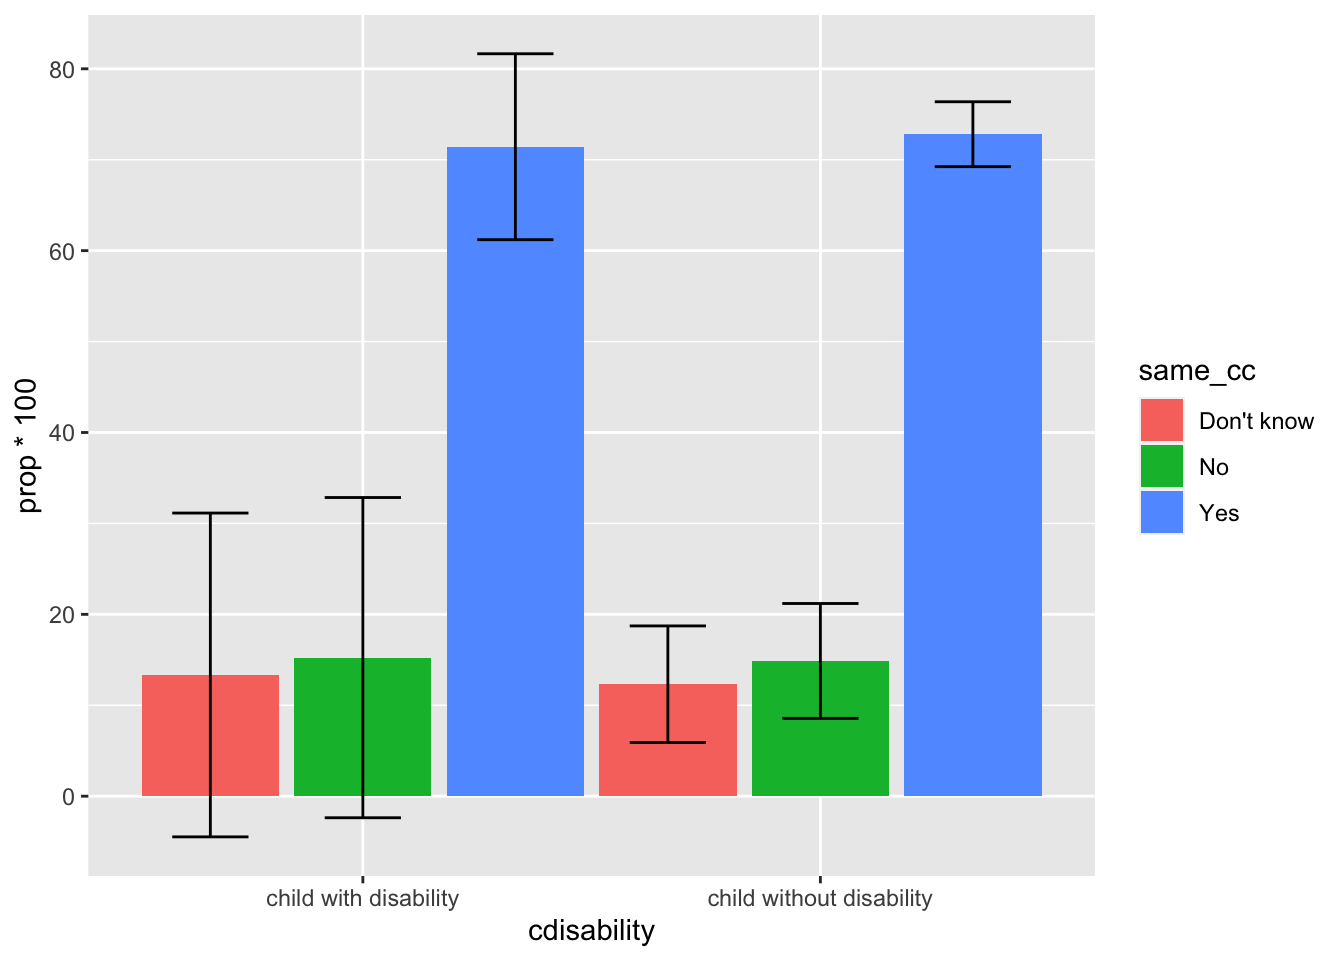 80
60
40
20
0
prop * 100
child with disability
child without disability
cdisability
same_cc
Don't know
No
Yes